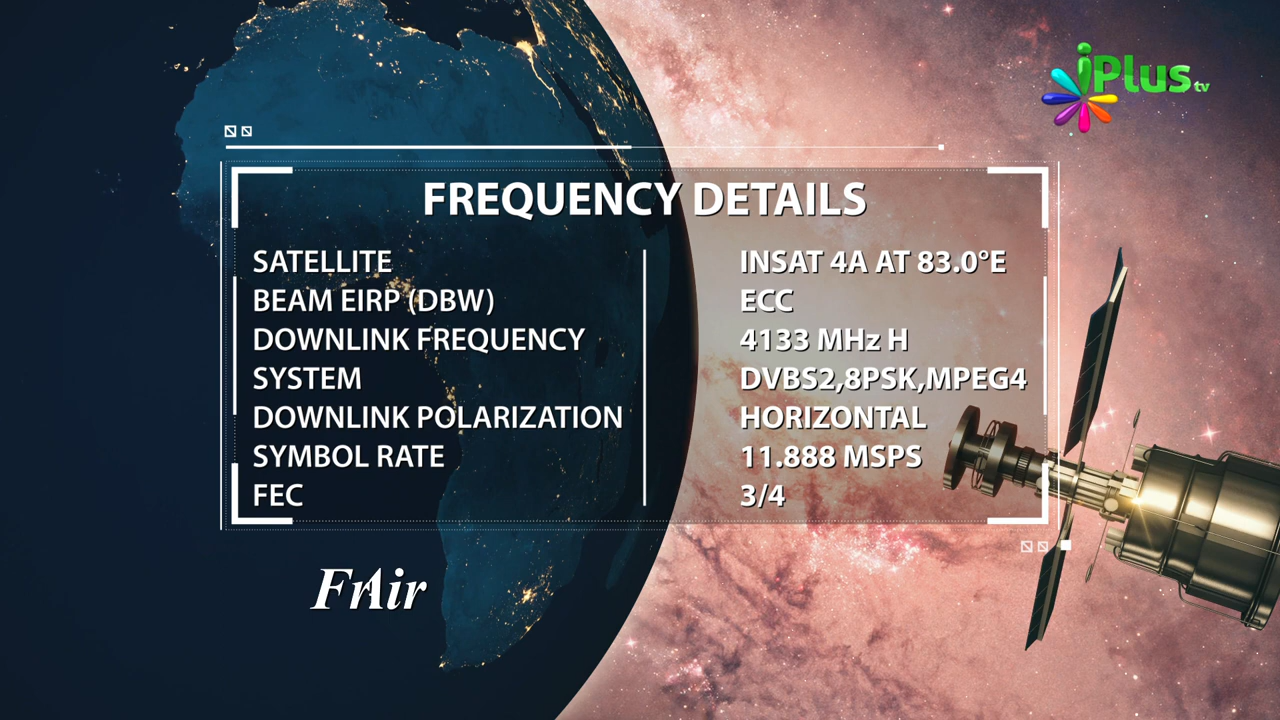 iPlus tv
FREQUENCY DETAILS
SATELLITE INSAT 4A AT 83.0°E
BEAM EIRP (DBW) ECC
DOWNLINK FREQUENCY 4133 MHz H
SYSTEM DVBS2,8PSK,MPEG4
DOWNLINK POLARIZATION HORIZONTAL
SYMBOL RATE 11.888 MSPS
FEC 3/4